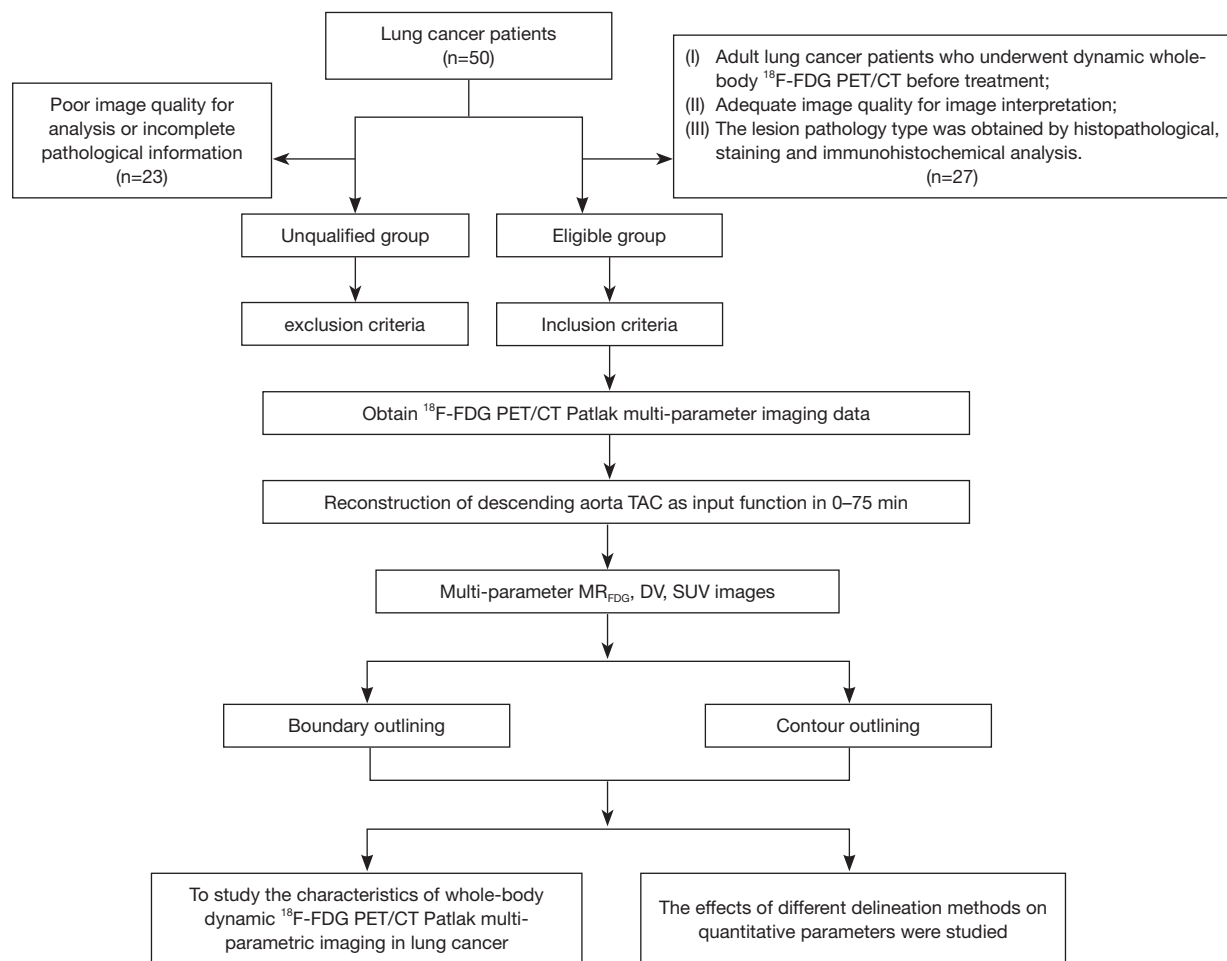 Lung cancer patients
(n=50)
Poor image quality for
analysis or incomplete
pathological information
(n=23)
(I) Adult lung cancer patients who underwent dynamic whole-
body ¹⁸F-FDG PET/CT before treatment;
(II) Adequate image quality for image interpretation;
(III) The lesion pathology type was obtained by histopathological,
staining and immunohistochemical analysis.
(n=27)
Unqualified group
Eligible group
exclusion criteria
Inclusion criteria
Obtain ¹⁸F-FDG PET/CT Patlak multi-parameter imaging data
Reconstruction of descending aorta TAC as input function in 0–75 min
Multi-parameter MR_FDG, DV, SUV images
Boundary outlining
Contour outlining
To study the characteristics of whole-body
dynamic ¹⁸F-FDG PET/CT Patlak multi-
parametric imaging in lung cancer
The effects of different delineation methods on
quantitative parameters were studied